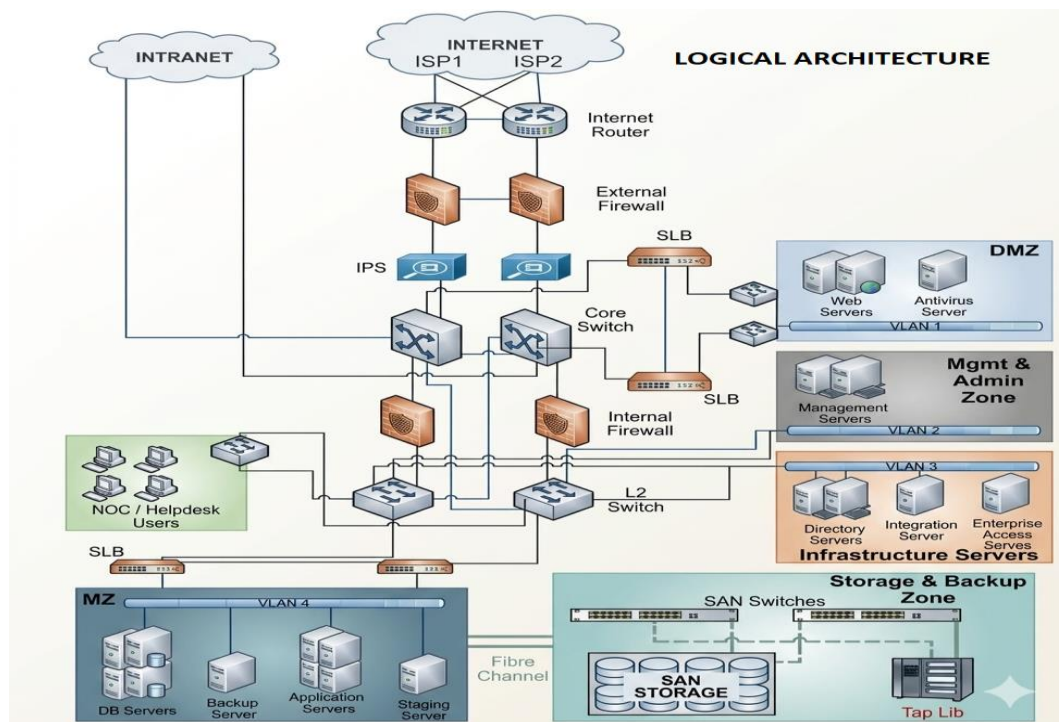 INTRANET
INTERNET
ISP1 ISP2
LOGICAL ARCHITECTURE
Internet
Router
External
Firewall
IPS
SLB
DMZ
Web
Servers
Antivirus
Server
VLAN 1
Core
Switch
SLB
Mgmt &
Admin
Zone
Management
Servers
VLAN 2
Internal
Firewall
NOC / Helpdesk
Users
L2
Switch
VLAN 3
Directory
Servers
Integration
Server
Enterprise
Access
Serves
Infrastructure Servers
SLB
MZ
VLAN 4
DB Servers
Backup
Server
Application
Servers
Staging
Server
Fibre
Channel
Storage & Backup
Zone
SAN Switches
SAN
STORAGE
Tap Lib